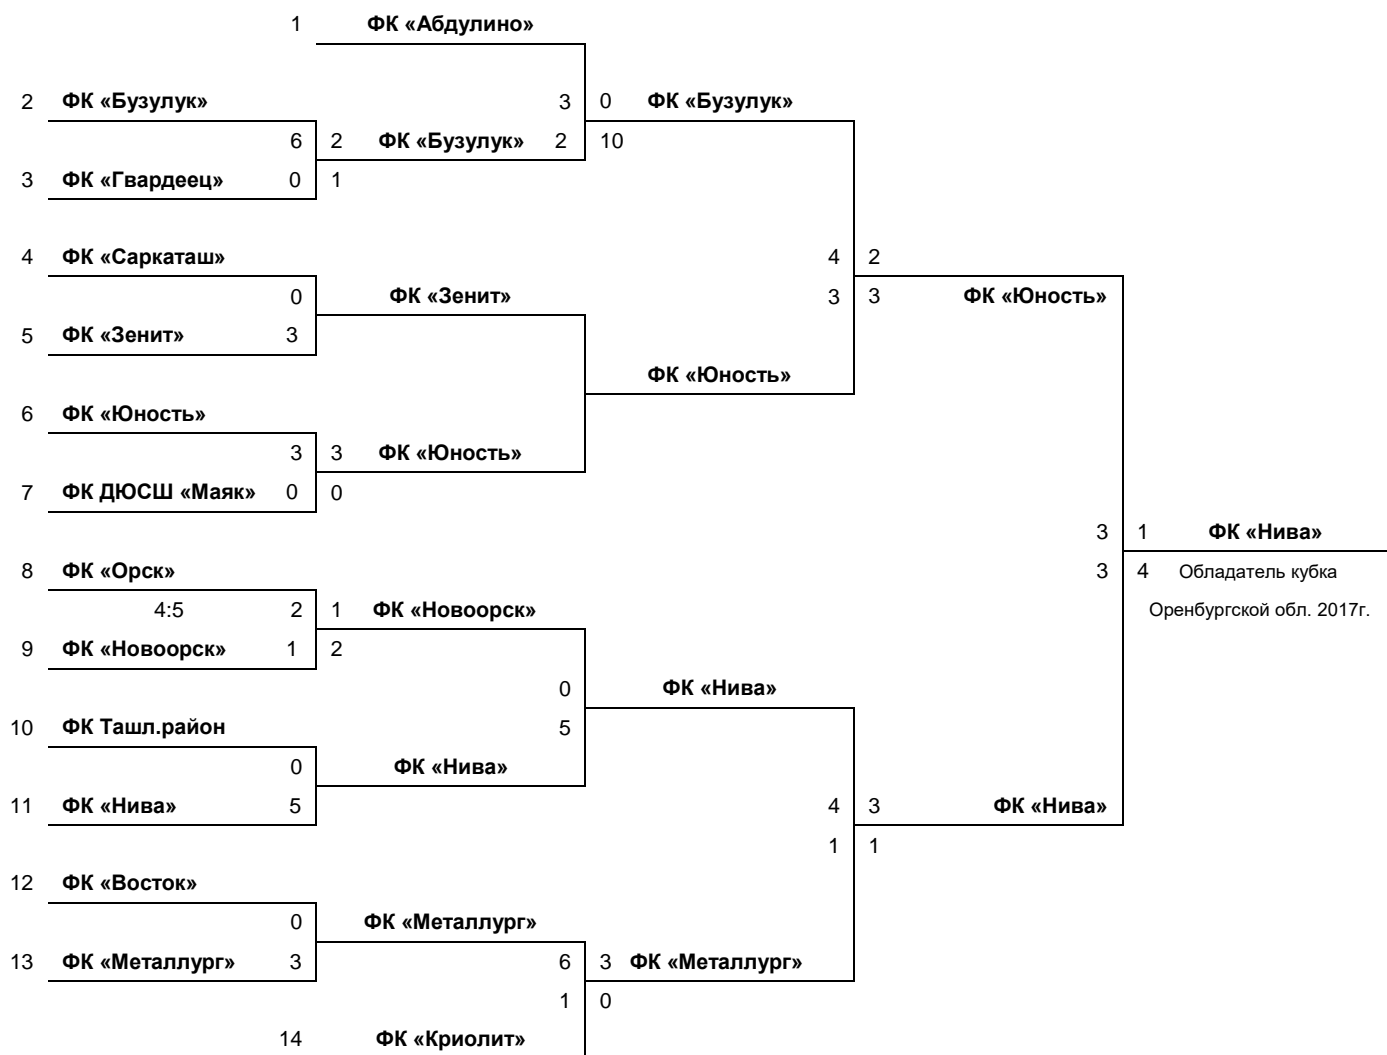 1 ФК «Абдулино»
2 ФК «Бузулук» 3 0 ФК «Бузулук»
6 2 ФК «Бузулук» 2 10
3 ФК «Гвардеец» 0 1
4 ФК «Саркаташ» 4 2
0 ФК «Зенит» 3 3 ФК «Юность»
5 ФК «Зенит» 3
ФК «Юность»
6 ФК «Юность»
3 3 ФК «Юность»
7 ФК ДЮСШ «Маяк» 0 0
3 1 ФК «Нива»
8 ФК «Орск» 3 4 Обладатель кубка
4:5 2 1 ФК «Новоорск» Оренбургской обл. 2017г.
9 ФК «Новоорск» 1 2
0 ФК «Нива»
10 ФК Ташл.район 5
0 ФК «Нива»
11 ФК «Нива» 5 4 3 ФК «Нива»
1 1
12 ФК «Восток»
0 ФК «Металлург»
13 ФК «Металлург» 3 6 3 ФК «Металлург»
1 0
14 ФК «Криолит»